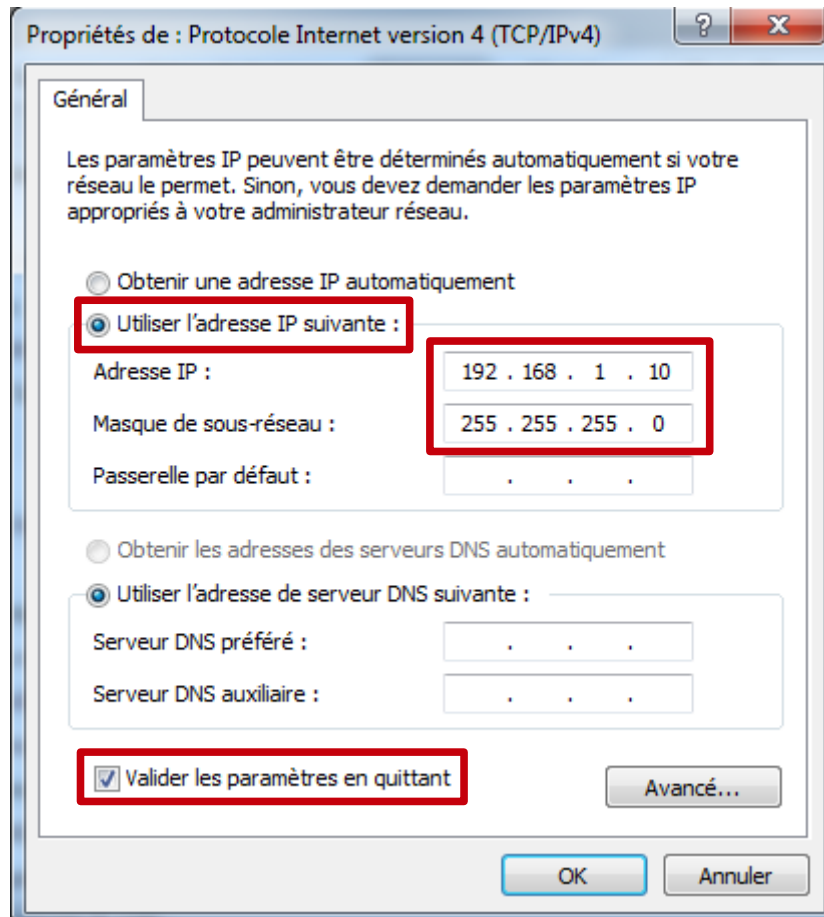 Propriétés de : Protocole Internet version 4 (TCP/IPv4)
?
X
Général
Les paramètres IP peuvent être déterminés automatiquement si votre
réseau le permet. Sinon, vous devez demander les paramètres IP
appropriés à votre administrateur réseau.
Obtenir une adresse IP automatiquement
Utiliser l'adresse IP suivante :
Adresse IP : 192 . 168 . 1 . 10
Masque de sous-réseau : 255 . 255 . 255 . 0
Passerelle par défaut : . . .
Obtenir les adresses des serveurs DNS automatiquement
Utiliser l'adresse de serveur DNS suivante :
Serveur DNS préféré : . . .
Serveur DNS auxiliaire : . . .
Valider les paramètres en quittant
Avancé...
OK Annuler